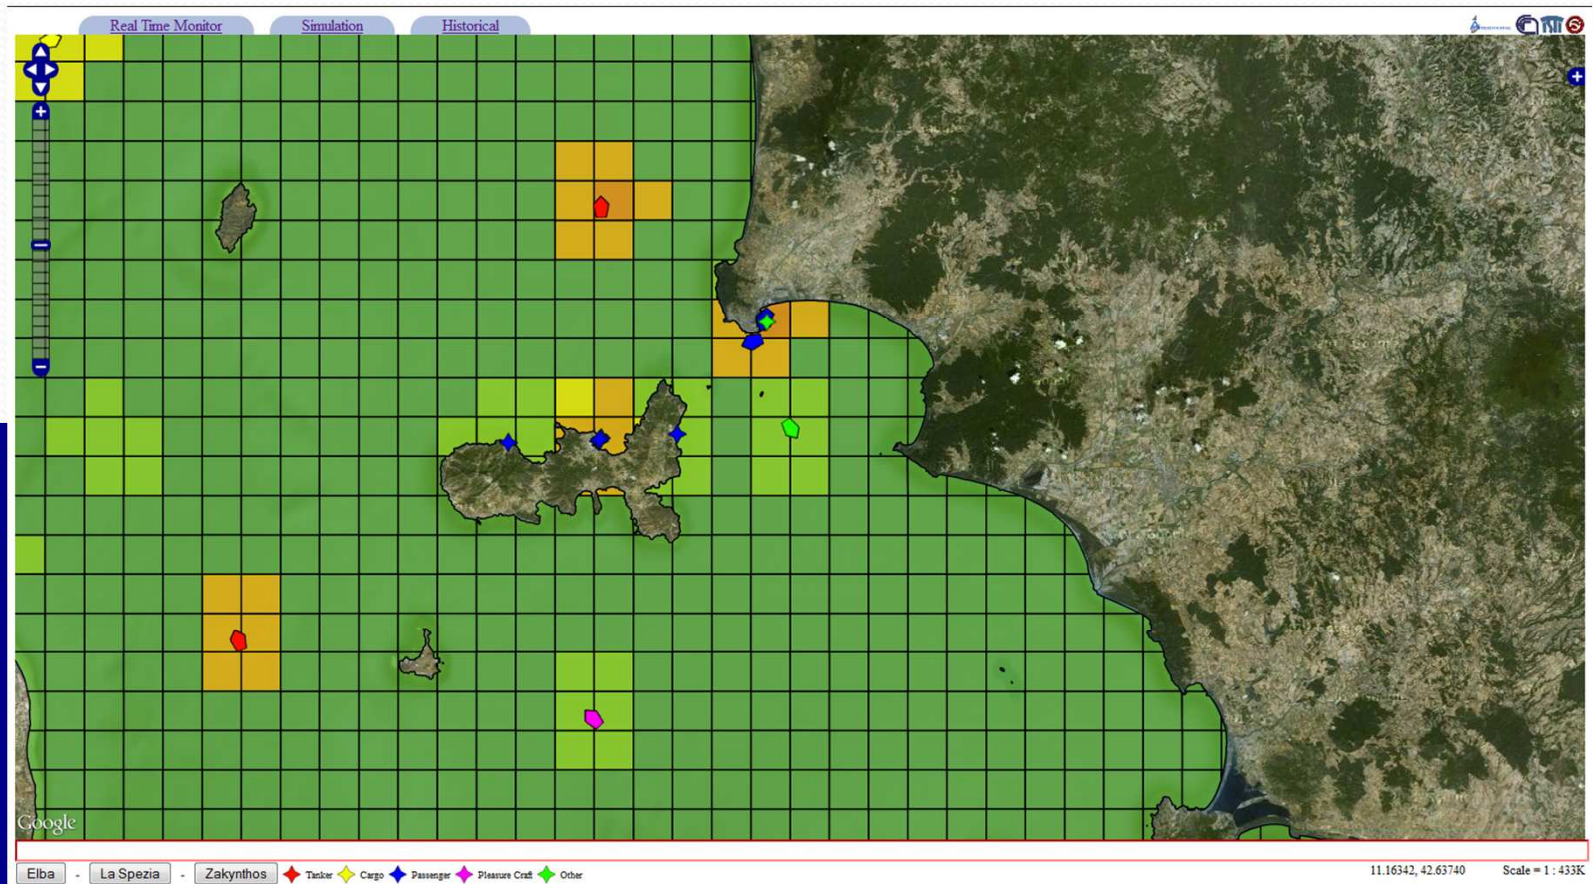 Real Time Monitor
Simulation
Historical
Google
Elba - La Spezia - Zakynthos Tanker Cargo Passenger Pleasure Craft Other
11.16342, 42.63740 Scale = 1 : 433K